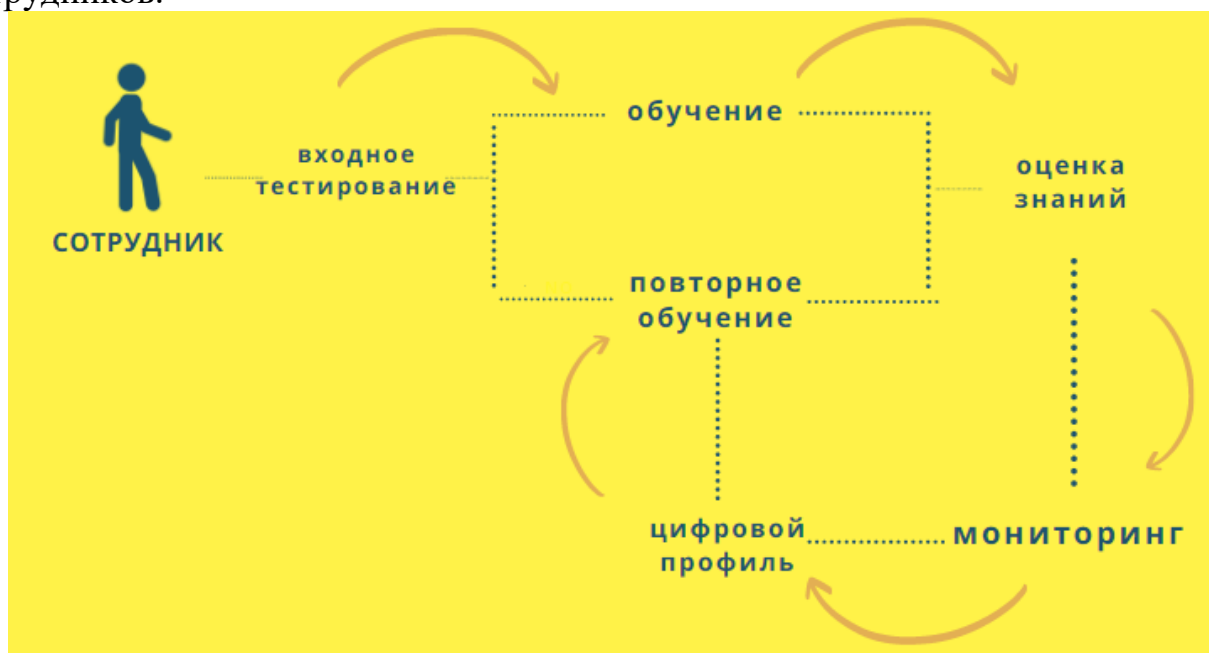 обучение
входное
тестирование
оценка
знаний
СОТРУДНИК
повторное
обучение
цифровой
профиль
мониторинг